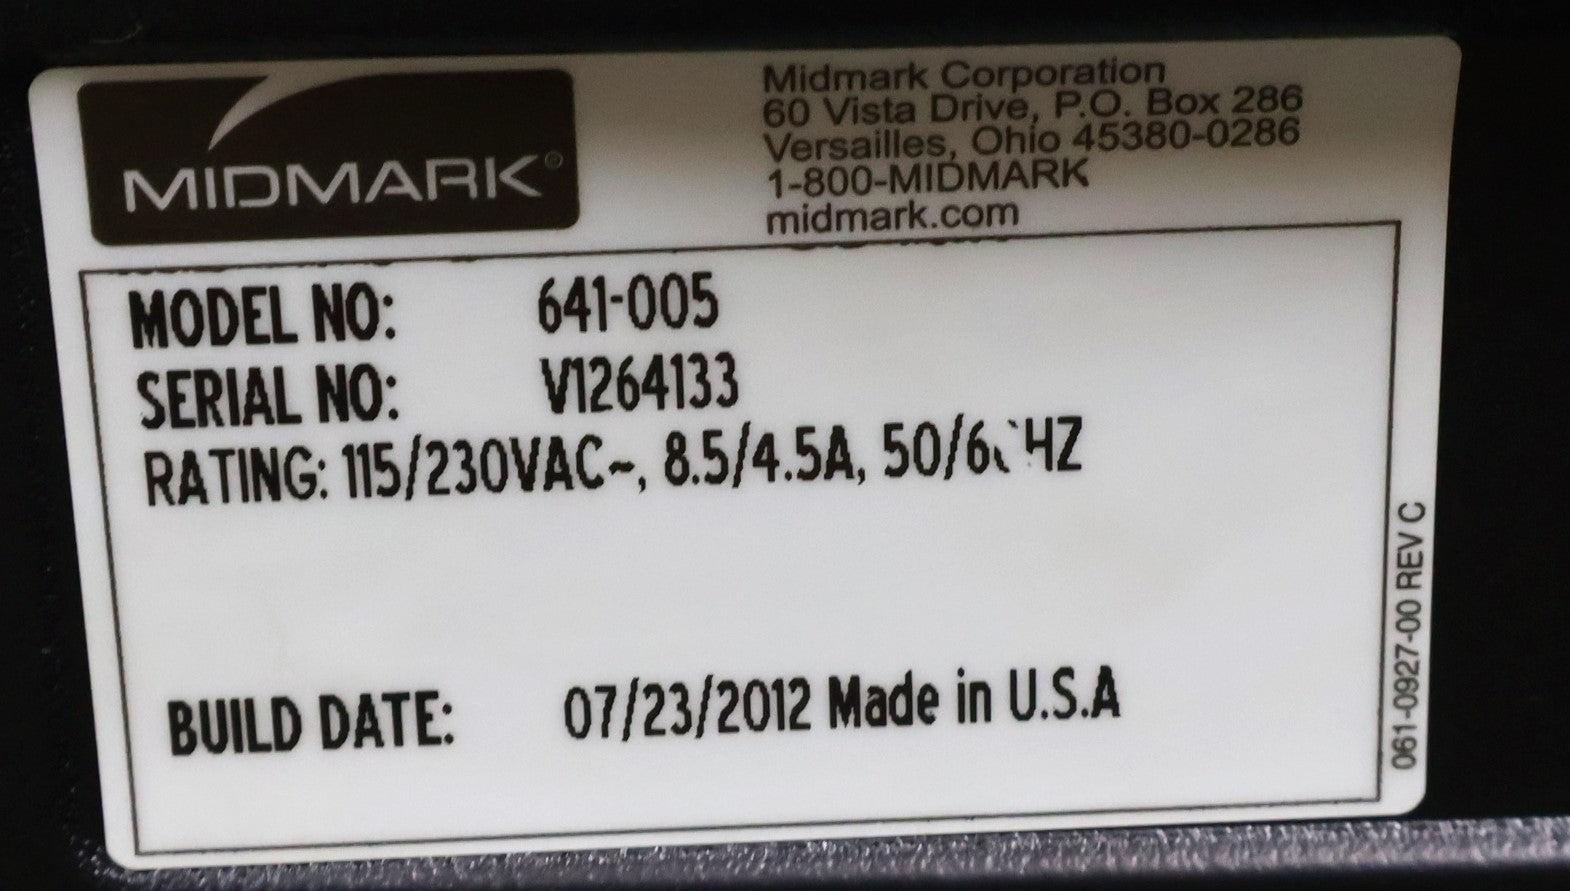 MIDMARK®
Midmark Corporation
60 Vista Drive, P.O. Box 286
Versailles, Ohio 45380-0286
1-800-MIDMARK
midmark.com
MODEL NO: 641-005
SERIAL NO: V1264133
RATING: 115/230VAC~, 8.5/4.5A, 50/60HZ
BUILD DATE: 07/23/2012 Made in U.S.A
061-0927-00 REV C